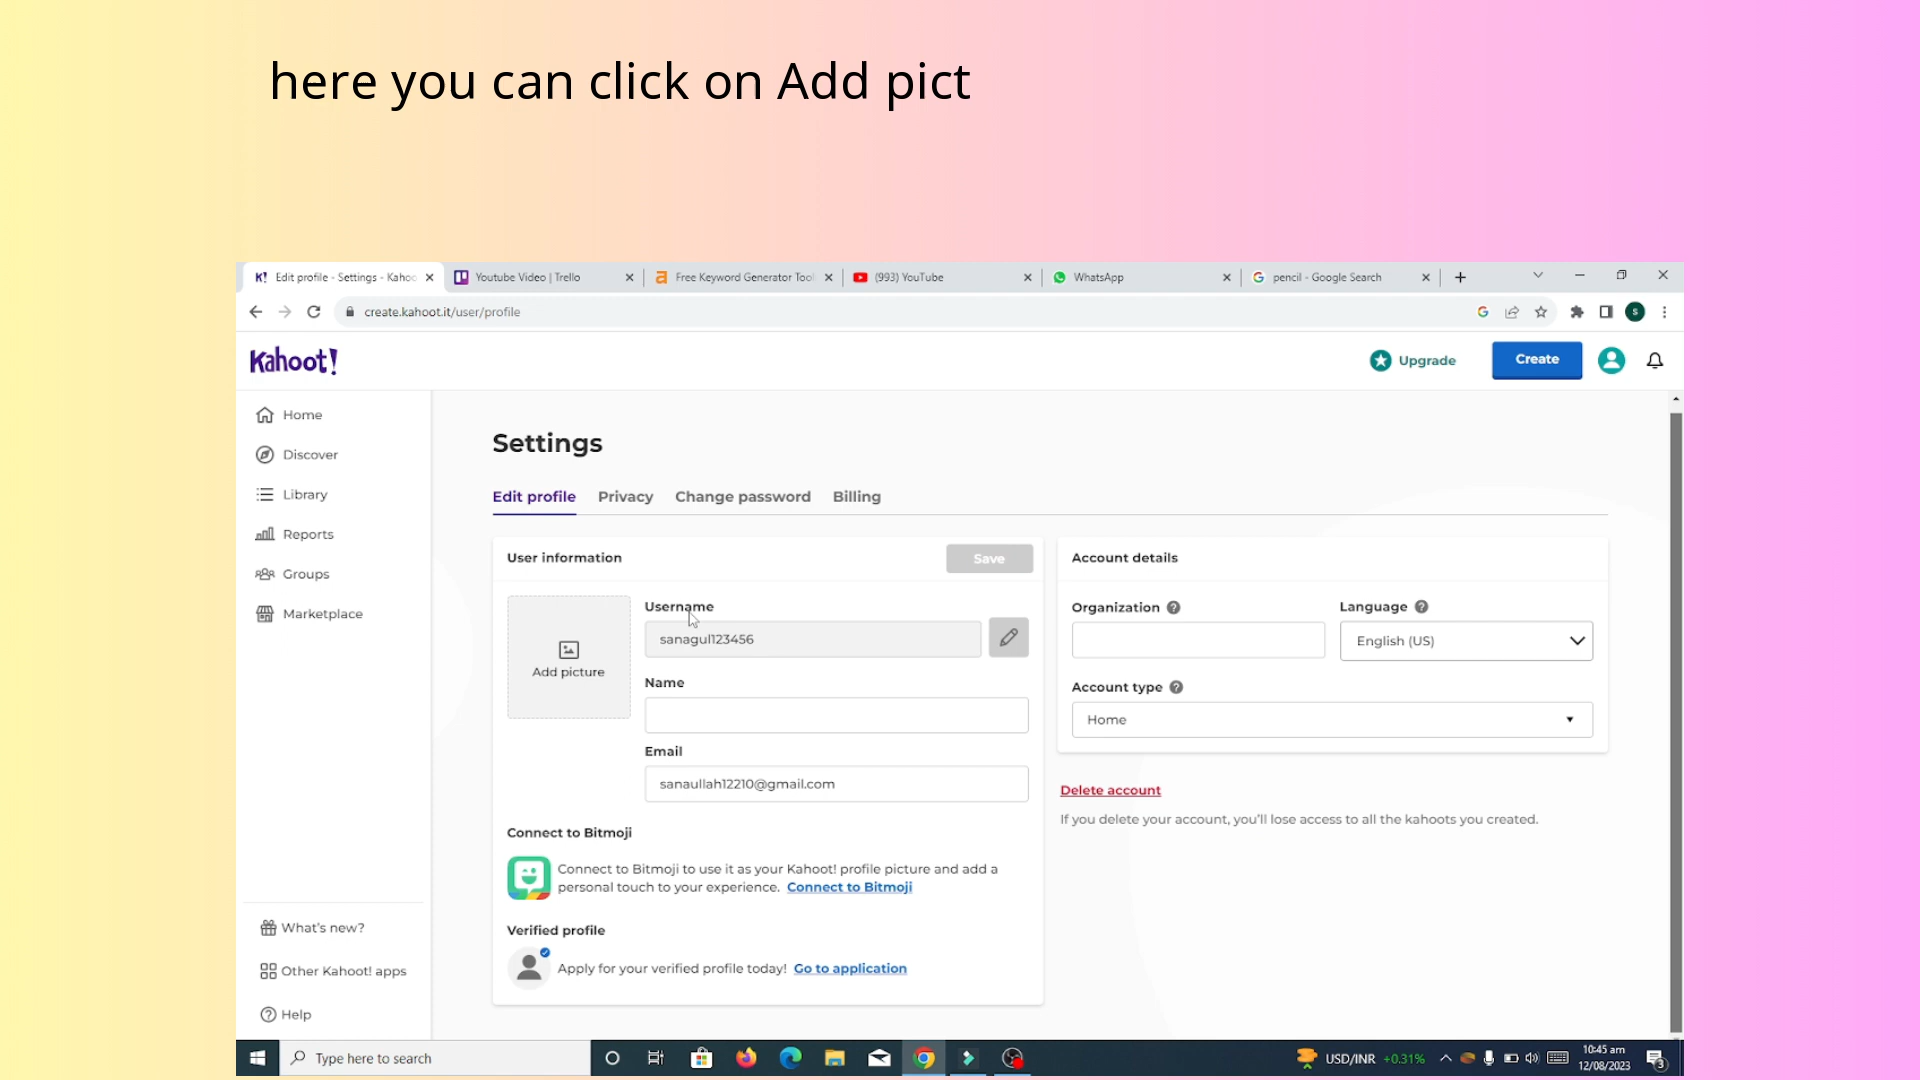 here you can click on Add pict
Edit profile - Settings - Kahoo
Youtube Video | Trello
Free Keyword Generator Tool
(993) YouTube
WhatsApp
pencil - Google Search
create.kahoot.it/user/profile
S
Kahoot!
Upgrade
Create
Home
Discover
Library
Reports
Groups
Marketplace
What's new?
Other Kahoot! apps
Help
Settings
Edit profile Privacy Change password Billing
User information
Save
Add picture
Username
sanagul123456
Name
Email
sanaullah12210@gmail.com
Connect to Bitmoji
Connect to Bitmoji to use it as your Kahoot! profile picture and add a
personal touch to your experience. Connect to Bitmoji
Verified profile
Apply for your verified profile today! Go to application
Account details
Organization
Language
English (US)
Account type
Home
Delete account
If you delete your account, you'll lose access to all the kahoots you created.
Type here to search
USD/INR +0.31%
10:45 am
12/08/2023
3